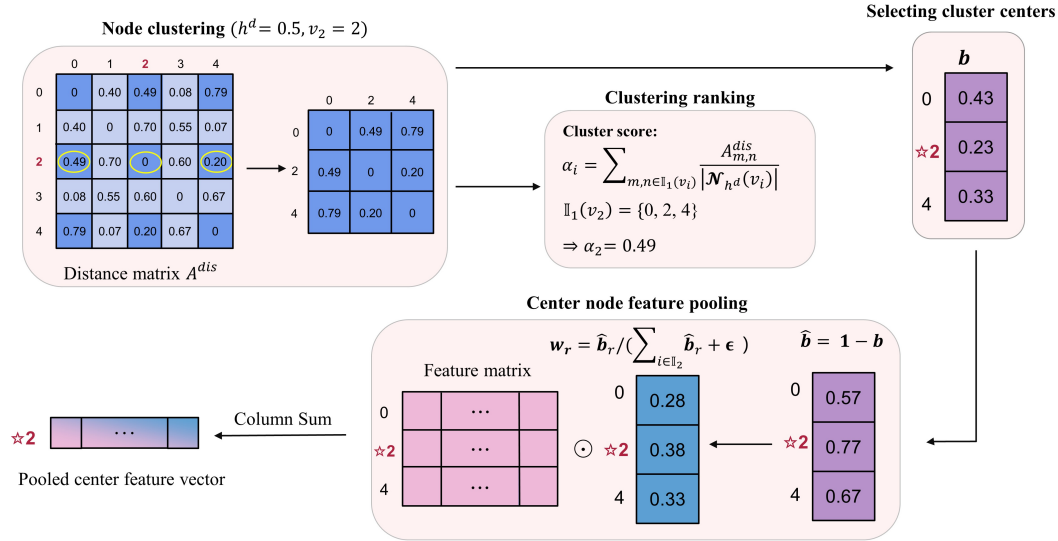 Node clustering (h^d = 0.5, v_2 = 2)
0 1 2 3 4
0 0 0.40 0.49 0.08 0.79
1 0.40 0 0.70 0.55 0.07
2 0.49 0.70 0 0.60 0.20
3 0.08 0.55 0.60 0 0.67
4 0.79 0.07 0.20 0.67 0
Distance matrix A^{dis}
0 2 4
0 0 0.49 0.79
2 0.49 0 0.20
4 0.79 0.20 0
Clustering ranking
Cluster score:
α_i = ∑_{m,n∈𝕀_1(v_i)} A^{dis}_{m,n} / |𝓝_{h^d}(v_i)|
𝕀_1(v_2) = {0, 2, 4}
⇒ α_2 = 0.49
Selecting cluster centers
b
0 0.43
☆2 0.23
4 0.33
Center node feature pooling
w_r = b̂_r/(∑_{i∈𝕀_2} b̂_r + ϵ )
b̂ = 1 − b
0 0.57
☆2 0.77
4 0.67
0 0.28
☆2 0.38
4 0.33
⊙
Feature matrix
0 ···
☆2 ···
4 ···
Column Sum
☆2 ···
Pooled center feature vector